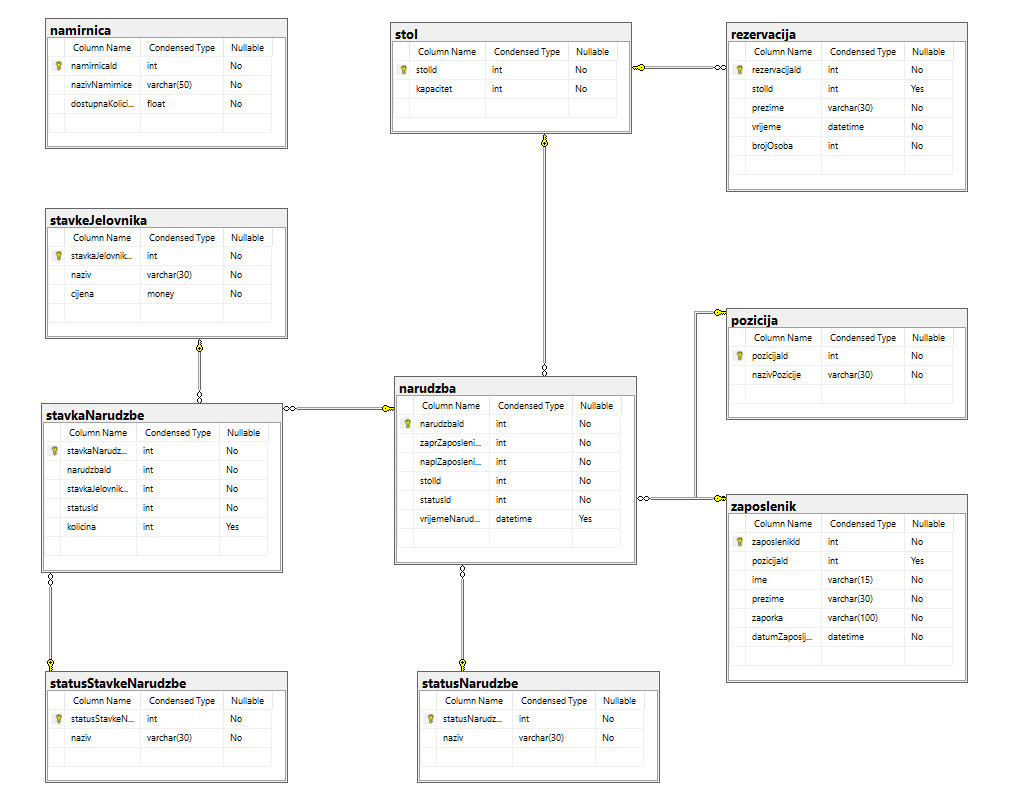 namirnica
Column Name Condensed Type Nullable
namirnicaId int No
nazivNamirnice varchar(50) No
dostupnaKolici... float No
stol
Column Name Condensed Type Nullable
stolId int No
kapacitet int No
rezervacija
Column Name Condensed Type Nullable
rezervacijaId int No
stolId int Yes
prezime varchar(30) No
vrijeme datetime No
brojOsoba int No
stavkeJelovnika
Column Name Condensed Type Nullable
stavkaJelovnik... int No
naziv varchar(30) No
cijena money No
pozicija
Column Name Condensed Type Nullable
pozicijaId int No
nazivPozicije varchar(30) No
stavkaNarudzbe
Column Name Condensed Type Nullable
stavkaNarudz... int No
narudzbaId int No
stavkaJelovnik... int No
statusId int No
kolicina int Yes
narudzba
Column Name Condensed Type Nullable
narudzbaId int No
zaprZaposleni... int No
naplZaposleni... int No
stolId int No
statusId int No
vrijemeNarud... datetime Yes
zaposlenik
Column Name Condensed Type Nullable
zaposlenikId int No
pozicijaId int Yes
ime varchar(15) No
prezime varchar(30) No
zaporka varchar(100) No
datumZaposlj... datetime No
statusStavkeNarudzbe
Column Name Condensed Type Nullable
statusStavkeN... int No
naziv varchar(30) No
statusNarudzbe
Column Name Condensed Type Nullable
statusNarudz... int No
naziv varchar(30) No